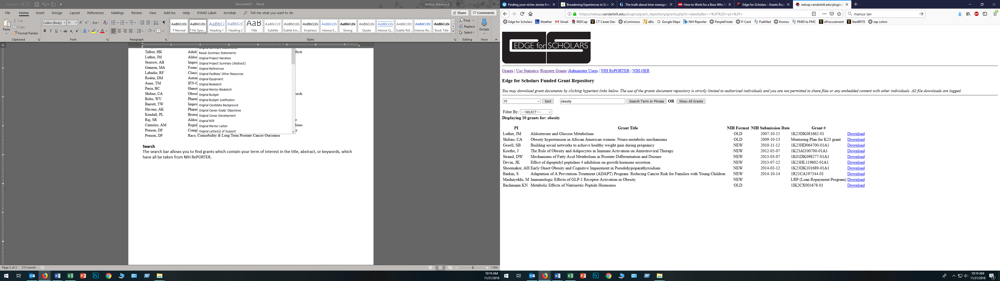 AutoSave Off
Document7 - Word
Helton, Rebecca E
File Home Insert Design Layout References Mailings Review View Add-ins Help DYMO Label Acrobat Tell me what you want to do
Share Comments
Paste
Cut
Copy
Format Painter
Calibri (Body) 11
¶ Normal ¶ No Spac... Heading 1 Heading 2 Title Subtitle Subtle Em... Emphasis Intense E... Strong Quote Intense Q... Subtle Ref... Intense Re... Book Title
Find
Replace
Select
Dictate
Clipboard Font Paragraph Styles Editing Voice
Talbot, HK Adult
Luther, JM Aldos
Storrow, AB Impro
Gannon, MA Foxm
Labadie, RF Clinic
Roden, DM Auton
Aune, TM IFN-G
Paria, BC Hamst
Shibao, CA Obesi
Bobo, WV Pharm
Barrett, TW Impro
Havens, AK Pharm
Kendall, PL Bruton
Raj, SR Aldos
Carneiro, AM Regul
Penson, DF Comp
Penson, DF Race, Comorbidity & Long Term Prostate Cancer Outcomes
Original Summary Statements
Resub Summary Statements
Original Project Narrative
Original Project Summary (Abstract)
Original References
Original Facilities/ Other Resources
Original Equipment
Original Biosketch
Original Mentor Biosketch
Original Budget
Original Budget Justification
Original Candidate Background
Original Career Goals/ Objectives
Original Career Development
Original RCR
Original Mentor Letter
Original Letter(s) of Support
Search
The search bar allows you to find grants which contain your term of interest in the title, abstract, or keywords, which
have all be taken from NIH RePORTER.
Page 2 of 2 213 words
116%
10:19 AM
11/21/2018
Finding your niche: stories from
Broadening Experiences in Scie
The truth about time managem
How to Work for a Boss Who H
Edge for Scholars - Grants Rep
redcap.vanderbilt.edu/plugins/
https://redcap.vanderbilt.edu/plugins/grant_repository/grants.php?s=obesity&o=<%3F%3D+pi+%3F>
marcus tan
Edge for Scholars Weather Gmail REDCap CT Career Dev eCommons eBiz Google Maps NIH Reporter PeopleFinder P-Card PubMed Kronos PMID to PMC eProcurement StarBRITE zap colors
EDGE for SCHOLARS
Grants | Use Statistics |Register Grants |Administer Users | NIH RePORTER | NIH-OER
Edge for Scholars Funded Grant Repository
You may download grant documents by clicking hypertext links below. The use of the grants document repository is strictly limited to authorized individuals and you are not permitted to share files or any embedded content with other individuals. All file downloads are logged.
PI Sort obesity Search Term or Phrase OR Show All Grants
Filter By: ---SELECT---
Displaying 10 grants for: obesity
PI Grant Title NIH Format NIH Submission Date Grant #
Luther, JM Aldosterone and Glucose Metabolism OLD 2007-10-15 1K23DK081662-01 Download
Shibao, CA Obesity hypertension in African American women: Neuro-metabolic mechanisms OLD 2009-10-13 Mentoring Plan for K23 grant Download
Gesell, SB Building social networks to achieve healthy weight gain during pregnancy NEW 2010-11-12 1K23HD064700-01A1 Download
Koethe, J The Role of Obesity and Adipocytes in Immune Activation on Antiretroviral Therapy NEW 2012-05-07 1K23AI100700-01A1 Download
Strand, DW Mechanisms of Fatty Acid Metabolism in Prostate Differentiation and Disease NEW 2013-03-07 1K01DK098277-01A1 Download
Devin, JK Effect of dipeptidyl peptidase 4 inhibition on growth hormone secretion NEW 2013-07-12 1K23HL119602-01A1 Download
Shoemaker, AH Early Onset Obesity and Cognitive Impairment in Pseudohypoparathyroidism NEW 2014-03-12 1K23DK101689-01A1 Download
Barkin, S Adaptation of A Prevention-Treatment (ADAPT) Program: Reducing Cancer Risk for Families with Young Children NEW 2014-10-14 1R21CA197344-01 Download
Mashayekhi, M Immunologic Effects of GLP-1 Receptor Activation in Obesity NEW LRP (Loan Repayment Program) Download
Bachmann KN Metabolic Effects of Natriuretic Peptide Hormones OLD 1IK2CX001678-01 Download
10:19 AM
11/21/2018